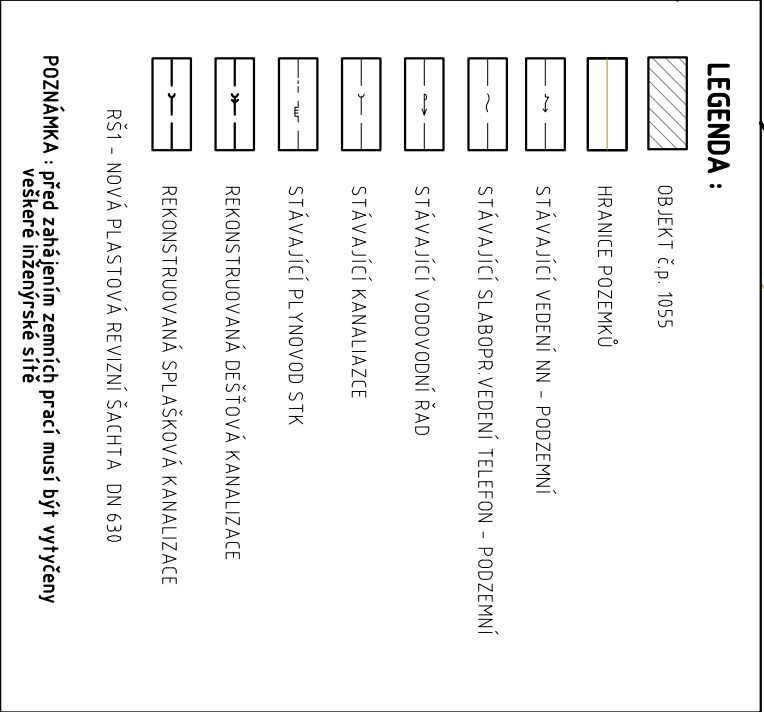 LEGENDA :
OBJEKT č.p. 1055
HRANICE POZEMKŮ
STÁVAJÍCÍ VEDENÍ NN - PODZEMNÍ
STÁVAJÍCÍ SLABOPR.VEDENÍ TELEFON - PODZEMNÍ
STÁVAJÍCÍ VODOVODNÍ ŘAD
STÁVAJÍCÍ KANALIAZCE
STÁVAJÍCÍ PLYNOVOD STK
REKONSTRUOVANÁ DEŠŤOVÁ KANALIZACE
REKONSTRUOVANÁ SPLAŠKOVÁ KANALIZACE
RŠ1 - NOVÁ PLASTOVÁ REVIZNÍ ŠACHTA DN 630
POZNÁMKA : před zahájením zemních prací musí být vytyčeny
veškeré inženýrské sítě